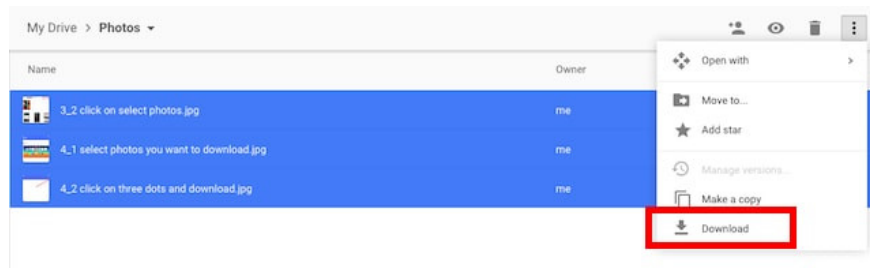 My Drive > Photos
Name Owner
3_2 click on select photos.jpg me
4_1 select photos you want to download.jpg me
4_2 click on three dots and download.jpg me
Open with
Move to...
Add star
Manage versions...
Make a copy
Download